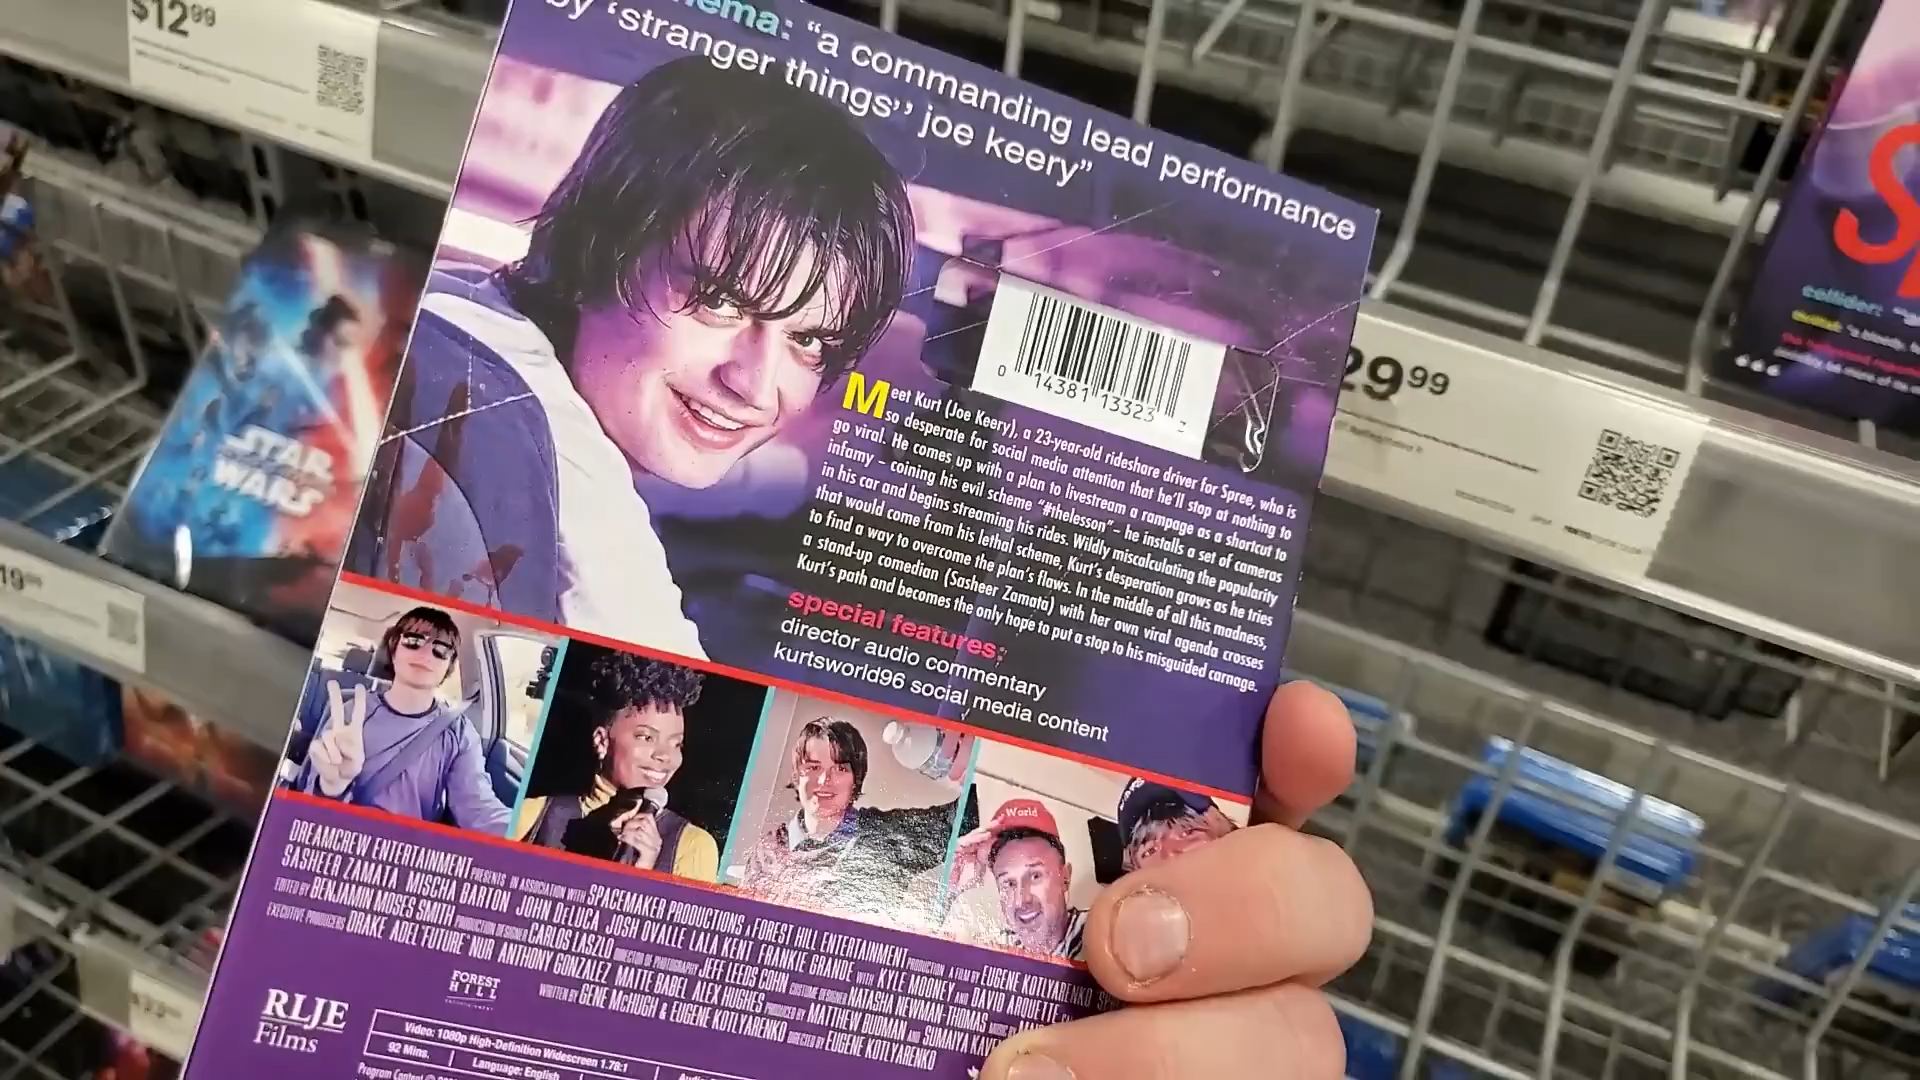 $12.99
nema: “a commanding lead performance
by ‘stranger things’’ joe keery”
STAR
WARS
29.99
collider:
0 14381 13323
Meet Kurt (Joe Keery), a 23-year-old rideshare driver for Spree, who is
so desperate for social media attention that he’ll stop at nothing to
go viral. He comes up with a plan to livestream a rampage as a shortcut to
infamy – coining his evil scheme “#thelesson” – he installs a set of cameras
in his car and begins streaming his rides. Wildly miscalculating the popularity
that would come from his lethal scheme, Kurt’s desperation grows as he tries
to find a way to overcome the plan’s flaws. In the middle of all this madness,
a stand-up comedian (Sasheer Zamata) with her own viral agenda crosses
Kurt’s path and becomes the only hope to put a stop to his misguided carnage.
special features:
director audio commentary
kurtsworld96 social media content
World
DREAMCREW ENTERTAINMENT PRESENTS IN ASSOCIATION WITH SPACEMAKER PRODUCTIONS FOREST HILL ENTERTAINMENT PRODUCTION A FILM BY EUGENE KOTLYARENKO
SASHEER ZAMATA MISCHA BARTON JOHN DELUCA JOSH OVALLE LALA KENT FRANKIE GRANDE WITH KYLE MOONEY AND DAVID ARQUETTE
EDITED BY BENJAMIN MOSES SMITH PRODUCTION DESIGNER CARLOS LASZLO DIRECTOR OF PHOTOGRAPHY JEFF LEEDS COHN COSTUME DESIGNER NATASHA NEWMAN-THOMAS MUSIC BY
EXECUTIVE PRODUCERS DRAKE ADEL "FUTURE" NUR ANTHONY GONZALEZ MATTE BABEL ALEX HUGHES PRODUCED BY MATTHEW BUDMAN AND SUMAIYA
WRITTEN BY GENE McHUGH & EUGENE KOTLYARENKO DIRECTED BY EUGENE KOTLYARENKO
RLJE
Films
FOREST
HILL
ENTERTAINMENT
Video: 1080p High-Definition Widescreen 1.78:1
92 Mins.
Language: English
Program Content ©